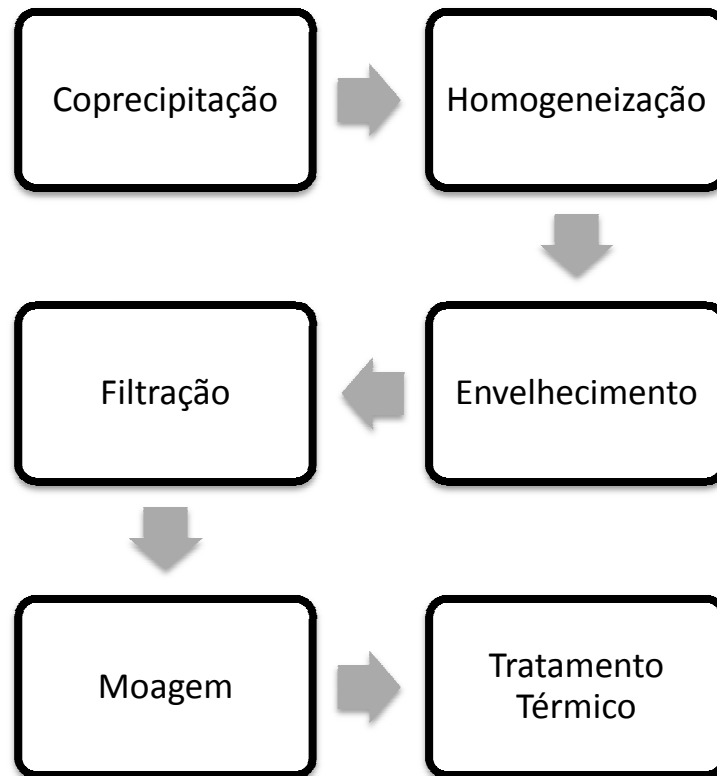 Coprecipitação
Homogeneização
Envelhecimento
Filtração
Moagem
Tratamento
Térmico